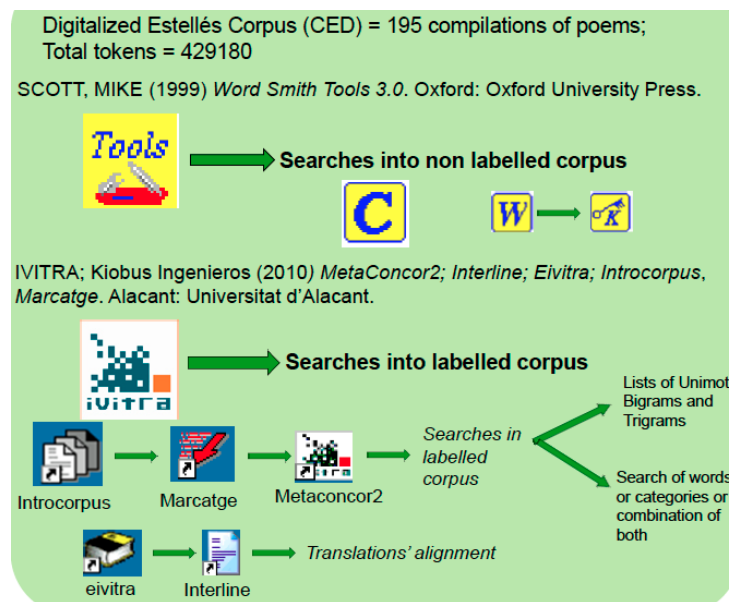 Digitalized Estellés Corpus (CED) = 195 compilations of poems;
Total tokens = 429180
SCOTT, MIKE (1999) Word Smith Tools 3.0. Oxford: Oxford University Press.
Tools
Searches into non labelled corpus
C
W
K
IVITRA; Kiobus Ingenieros (2010) MetaConcor2; Interline; Eivitra; Introcorpus,
Marcatge. Alacant: Universitat d'Alacant.
ivitra
Searches into labelled corpus
Lists of Unimot
Bigrams and
Trigrams
Introcorpus
Marcatge
Metaconcor2
Searches in
labelled
corpus
Search of words
or categories or
combination of
both
eivitra
Interline
Translations' alignment